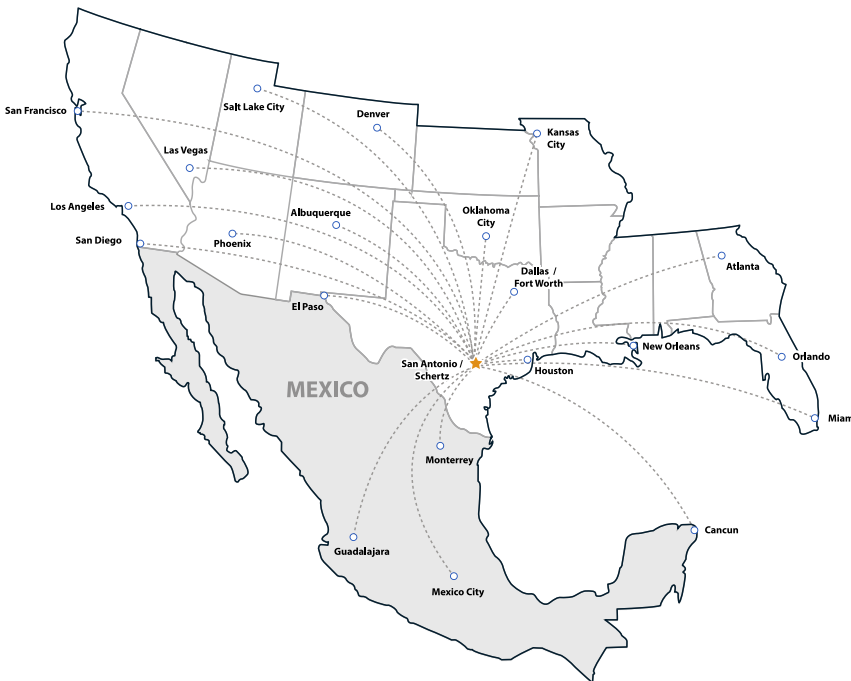 Salt Lake City
San Francisco
Denver
Kansas
City
Las Vegas
Los Angeles
Albuquerque
Oklahoma
City
San Diego
Phoenix
Atlanta
Dallas /
Fort Worth
El Paso
New Orleans
Orlando
San Antonio /
Schertz
Houston
MEXICO
Miam
Monterrey
Cancun
Guadalajara
Mexico City